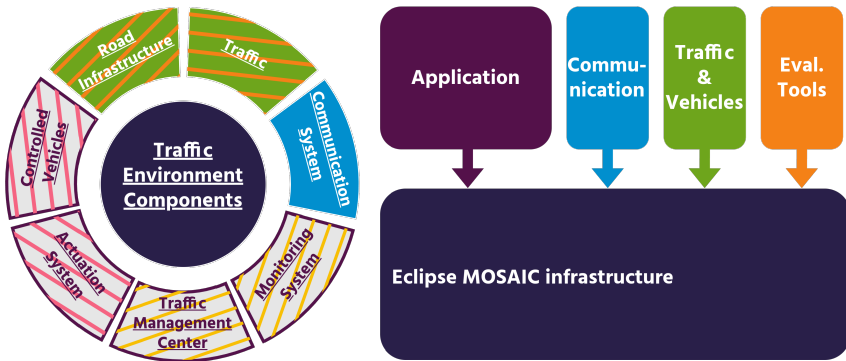 Road
Infrastructure
Traffic
Communication
System
Monitoring
System
Traffic
Management
Center
Actuation
System
Controlled
Vehicles
Traffic
Environment
Components
Application
Commu-
nication
Traffic
&
Vehicles
Eval.
Tools
Eclipse MOSAIC infrastructure